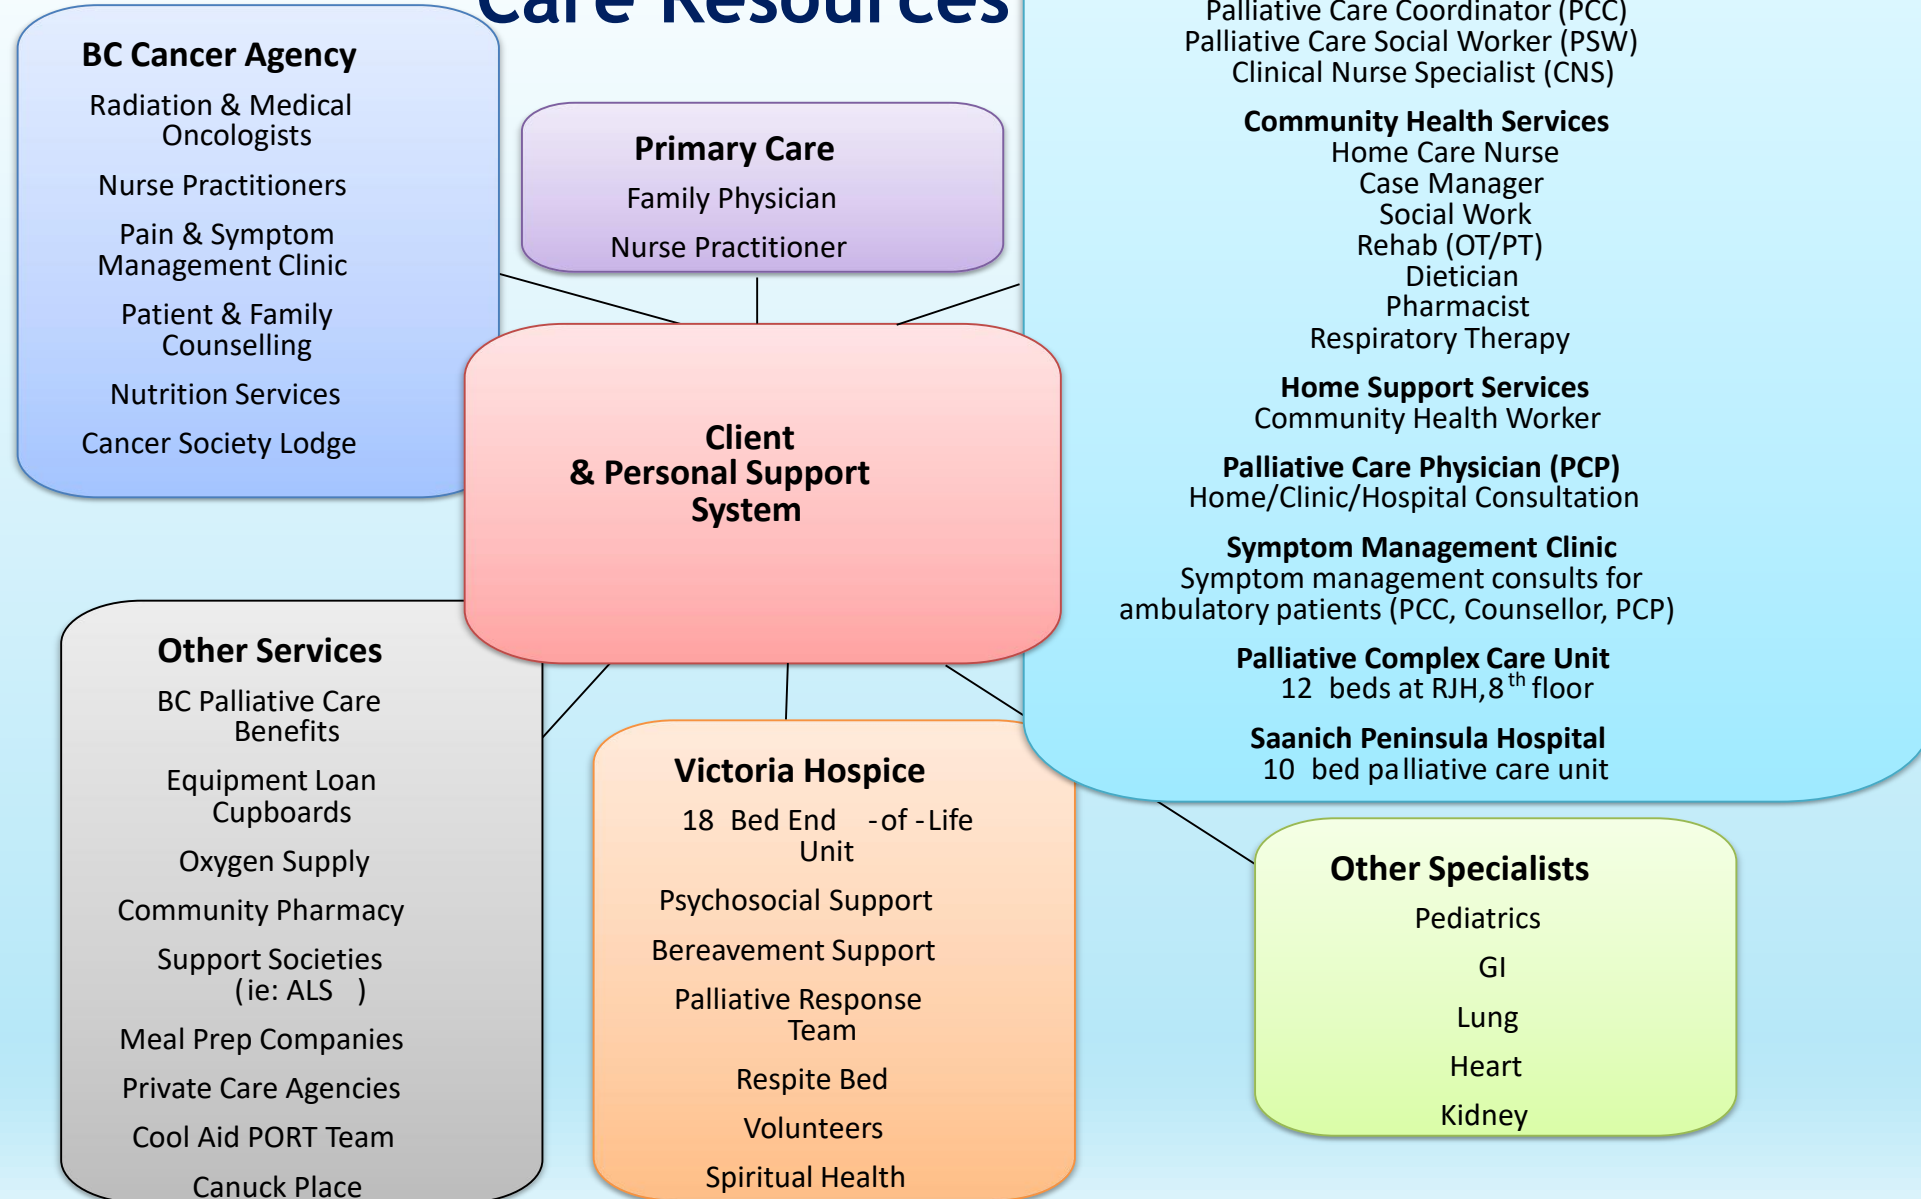 Care Resources
BC Cancer Agency
Radiation & Medical
Oncologists
Nurse Practitioners
Pain & Symptom
Management Clinic
Patient & Family
Counselling
Nutrition Services
Cancer Society Lodge
Primary Care
Family Physician
Nurse Practitioner
Palliative Care Coordinator (PCC)
Palliative Care Social Worker (PSW)
Clinical Nurse Specialist (CNS)
Community Health Services
Home Care Nurse
Case Manager
Social Work
Rehab (OT/PT)
Dietician
Pharmacist
Respiratory Therapy
Home Support Services
Community Health Worker
Palliative Care Physician (PCP)
Home/Clinic/Hospital Consultation
Symptom Management Clinic
Symptom management consults for
ambulatory patients (PCC, Counsellor, PCP)
Palliative Complex Care Unit
12 beds at RJH,8th floor
Saanich Peninsula Hospital
10 bed palliative care unit
Client
& Personal Support
System
Other Services
BC Palliative Care
Benefits
Equipment Loan
Cupboards
Oxygen Supply
Community Pharmacy
Support Societies
(ie: ALS )
Meal Prep Companies
Private Care Agencies
Cool Aid PORT Team
Canuck Place
Victoria Hospice
18 Bed End -of -Life
Unit
Psychosocial Support
Bereavement Support
Palliative Response
Team
Respite Bed
Volunteers
Spiritual Health
Other Specialists
Pediatrics
GI
Lung
Heart
Kidney